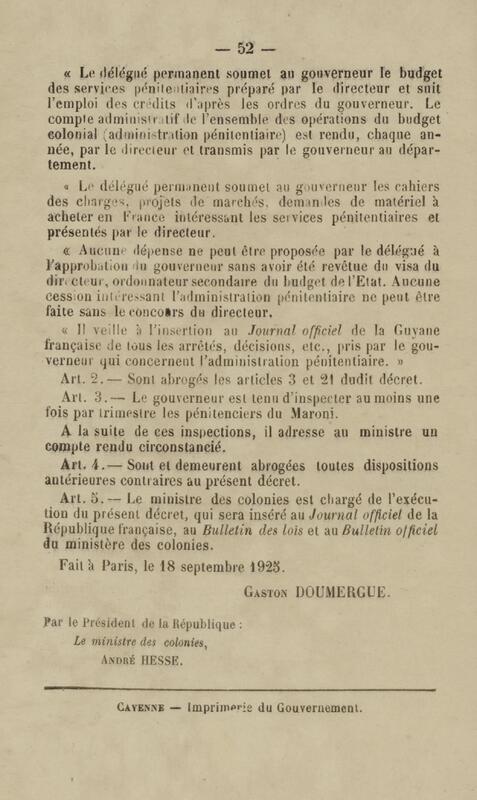 — 52 —
« Le délégué permanent soumet au gouverneur le budget
des services pénitentiaires préparé par le directeur et suit
l'emploi des crédits d'après les ordres du gouverneur. Le
compte administratif de l'ensemble des opérations du budget
colonial (administration pénitentiaire) est rendu, chaque an-
née, par le directeur et transmis par le gouverneur au dépar-
tement.
« Le délégué permanent soumet au gouverneur les cahiers
des charges, projets de marchés, demandes de matériel à
acheter en France intéressant les services pénitentiaires et
présentés par le directeur.
« Aucune dépense ne peut être proposée par le délégué à
l'approbation du gouverneur sans avoir été revêtue du visa du
directeur, ordonnateur secondaire du budget de l'Etat. Aucune
cession intéressant l'administration pénitentiaire ne peut être
faite sans le concours du directeur.
« Il veille à l'insertion au Journal officiel de la Guyane
française de tous les arrêtés, décisions, etc., pris par le gou-
verneur qui concernent l'administration pénitentiaire. »
Art. 2.— Sont abrogés les articles 3 et 21 dudit décret.
Art. 3.— Le gouverneur est tenu d'inspecter au moins une
fois par trimestre les pénitenciers du Maroni.
A la suite de ces inspections, il adresse au ministre un
compte rendu circonstancié.
Art. 4.— Sont et demeurent abrogées toutes dispositions
antérieures contraires au présent décret.
Art. 5.— Le ministre des colonies est chargé de l'exécu-
tion du présent décret, qui sera inséré au Journal officiel de la
République française, au Bulletin des lois et au Bulletin officiel
du ministère des colonies.
Fait à Paris, le 18 septembre 1925.
GASTON DOUMERGUE.
Par le Président de la République :
Le ministre des colonies,
ANDRÉ HESSE.
CAYENNE — Imprimerie du Gouvernement.